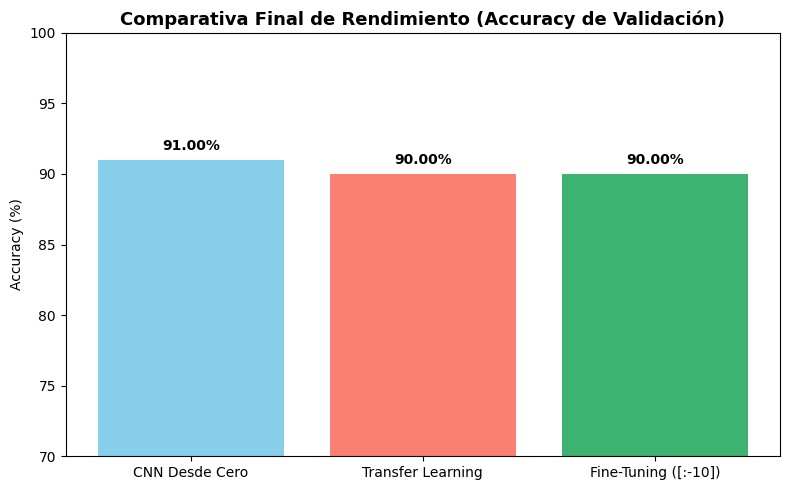 Comparativa Final de Rendimiento (Accuracy de Validación)
Accuracy (%)
100
95
90
85
80
75
70
91.00%
90.00%
90.00%
CNN Desde Cero
Transfer Learning
Fine-Tuning ([:-10])